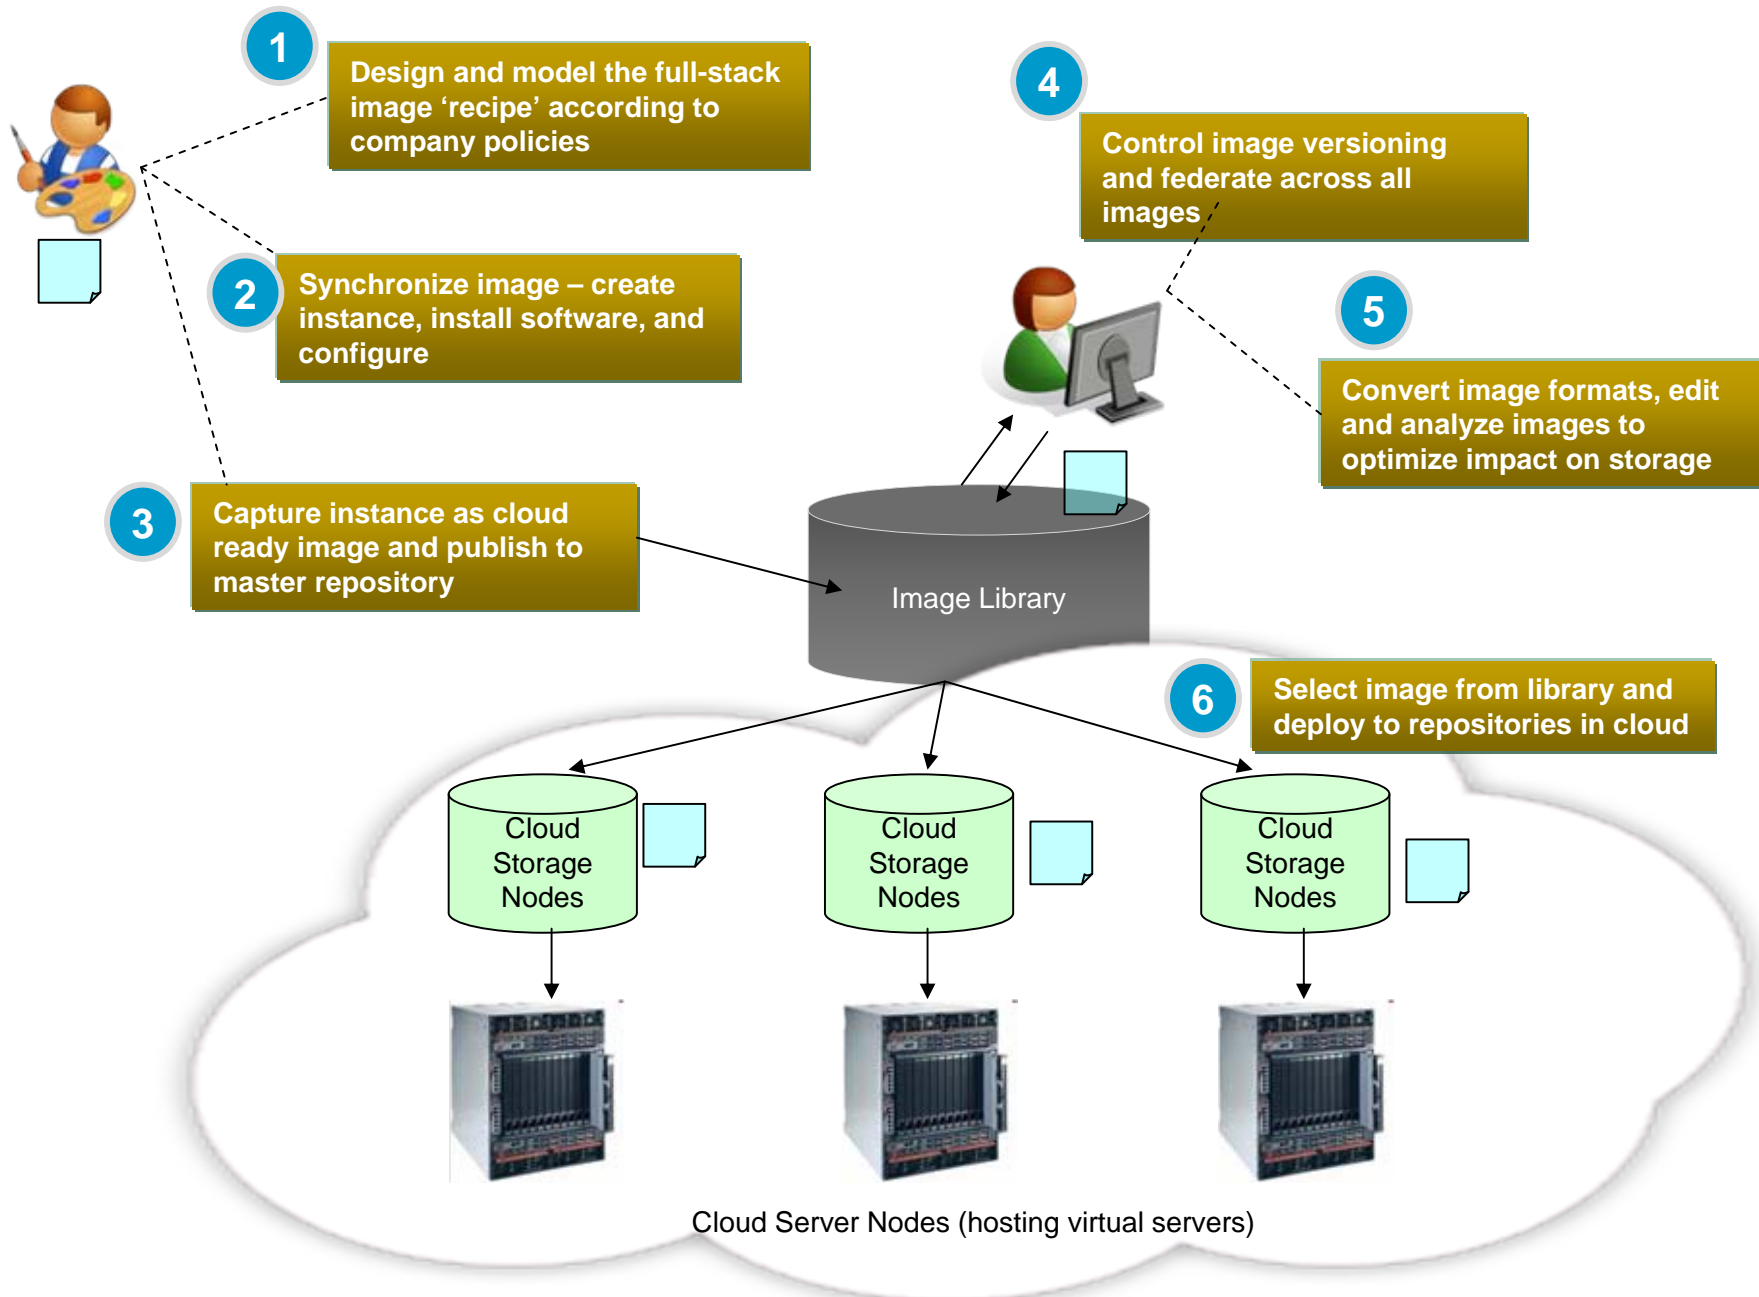 1
Design and model the full-stack
image ‘recipe’ according to
company policies
2
Synchronize image – create
instance, install software, and
configure
3
Capture instance as cloud
ready image and publish to
master repository
4
Control image versioning
and federate across all
images
5
Convert image formats, edit
and analyze images to
optimize impact on storage
Image Library
6
Select image from library and
deploy to repositories in cloud
Cloud
Storage
Nodes
Cloud
Storage
Nodes
Cloud
Storage
Nodes
Cloud Server Nodes (hosting virtual servers)